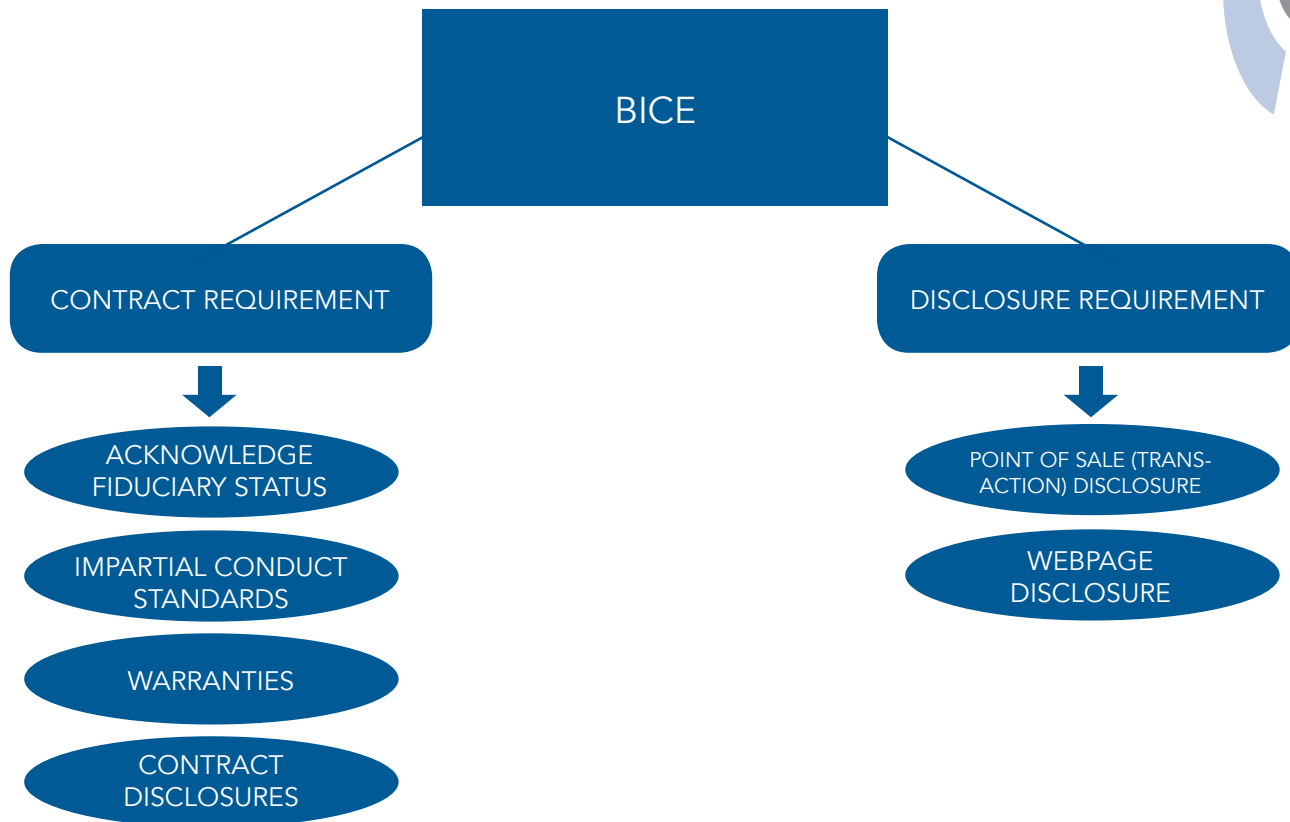 BICE
CONTRACT REQUIREMENT
ACKNOWLEDGE
FIDUCIARY STATUS
IMPARTIAL CONDUCT
STANDARDS
WARRANTIES
CONTRACT
DISCLOSURES
DISCLOSURE REQUIREMENT
POINT OF SALE (TRANS-
ACTION) DISCLOSURE
WEBPAGE
DISCLOSURE